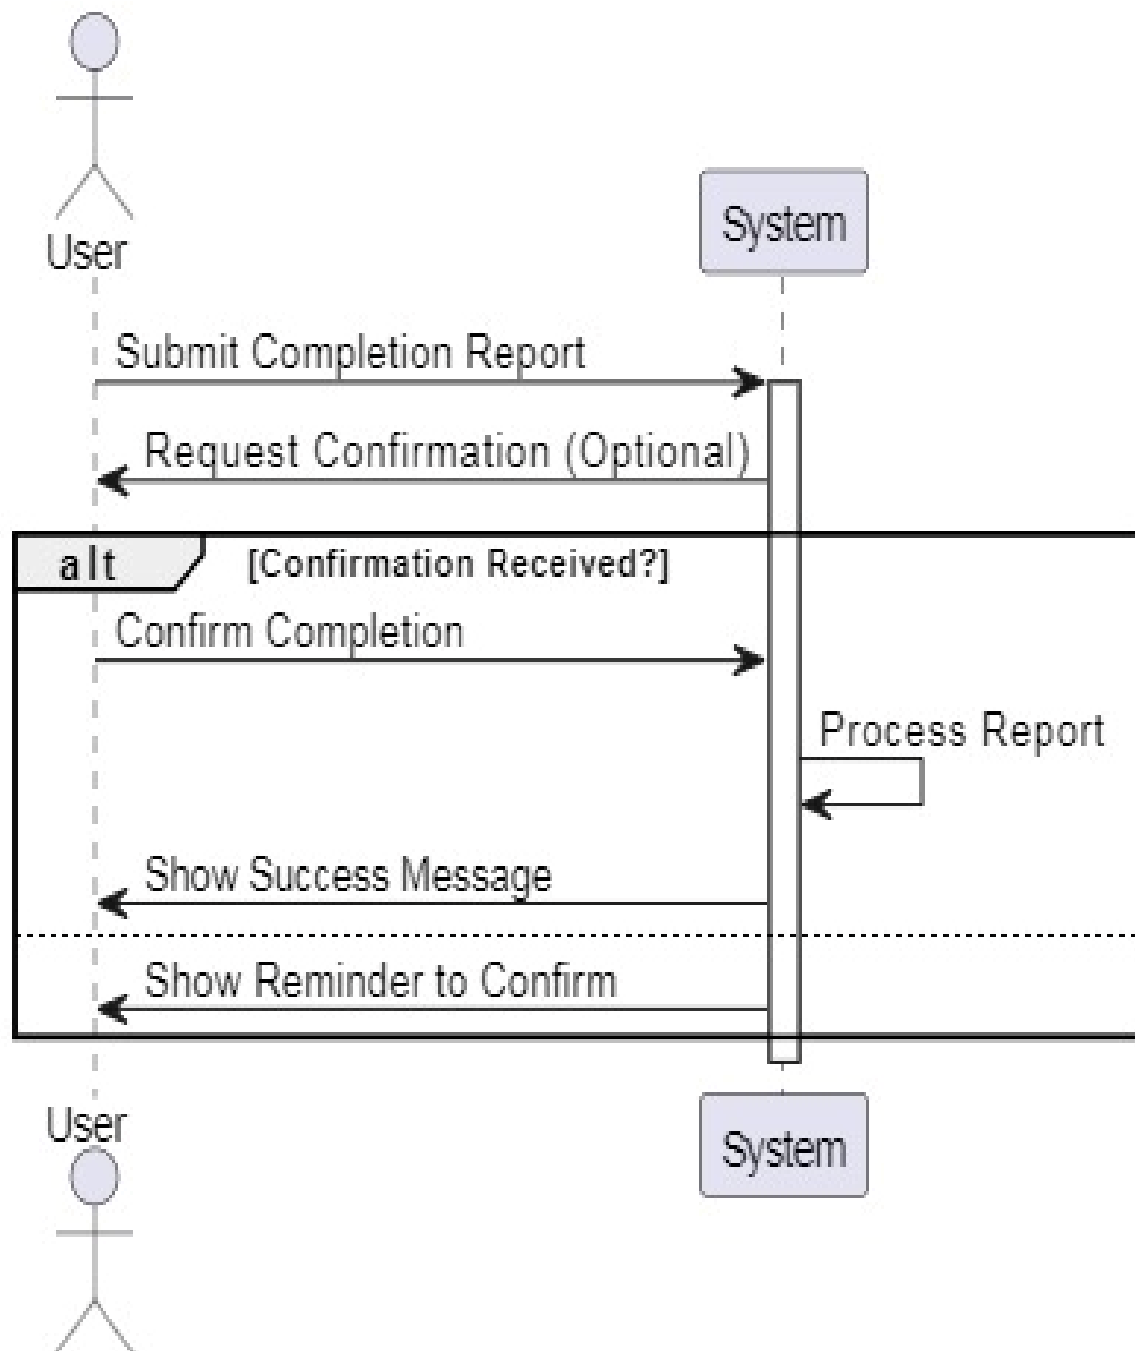 User
System
Submit Completion Report
Request Confirmation (Optional)
alt
[Confirmation Received?]
Confirm Completion
Process Report
Show Success Message
Show Reminder to Confirm
User
System